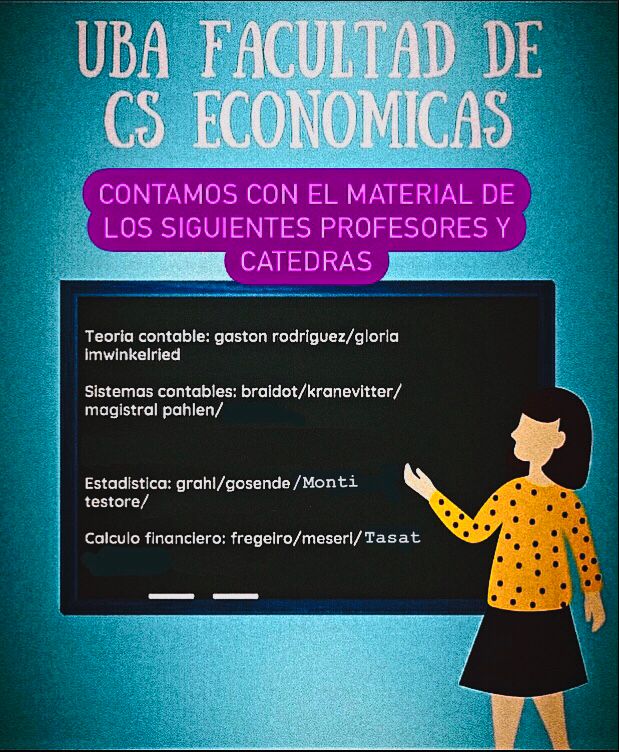 UBA FACULTAD DE
CS ECONOMICAS
CONTAMOS CON EL MATERIAL DE
LOS SIGUIENTES PROFESORES Y
CATEDRAS
Teoria contable: gaston rodriguez/gloria
imwinkelried
Sistemas contables: braidot/kranevitter/
magistral pahlen/
Estadistica: grahl/gosende/Monti
testore/
Calculo financiero: fregeiro/meserl/Tasat